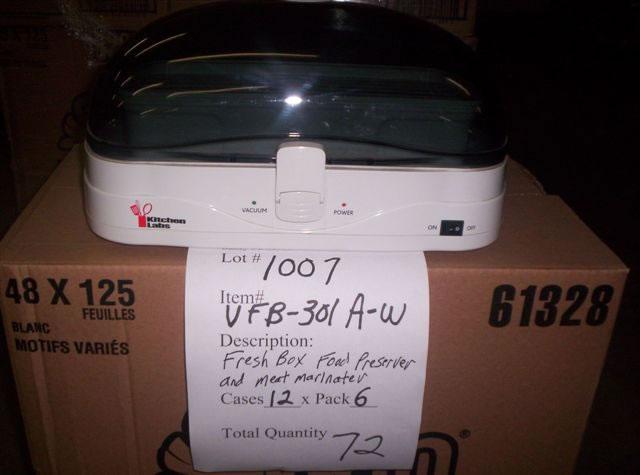 VACUUM
POWER
Kitchen
Labs
ON OFF
Lot # 1007
48 X 125
FEUILLES
BLANC
MOTIFS VARIÉS
61328
Item#
VFB-301 A-W
Description:
Fresh Box Food Preserver
and meat marinater
Cases 12 x Pack 6
Total Quantity 72
®